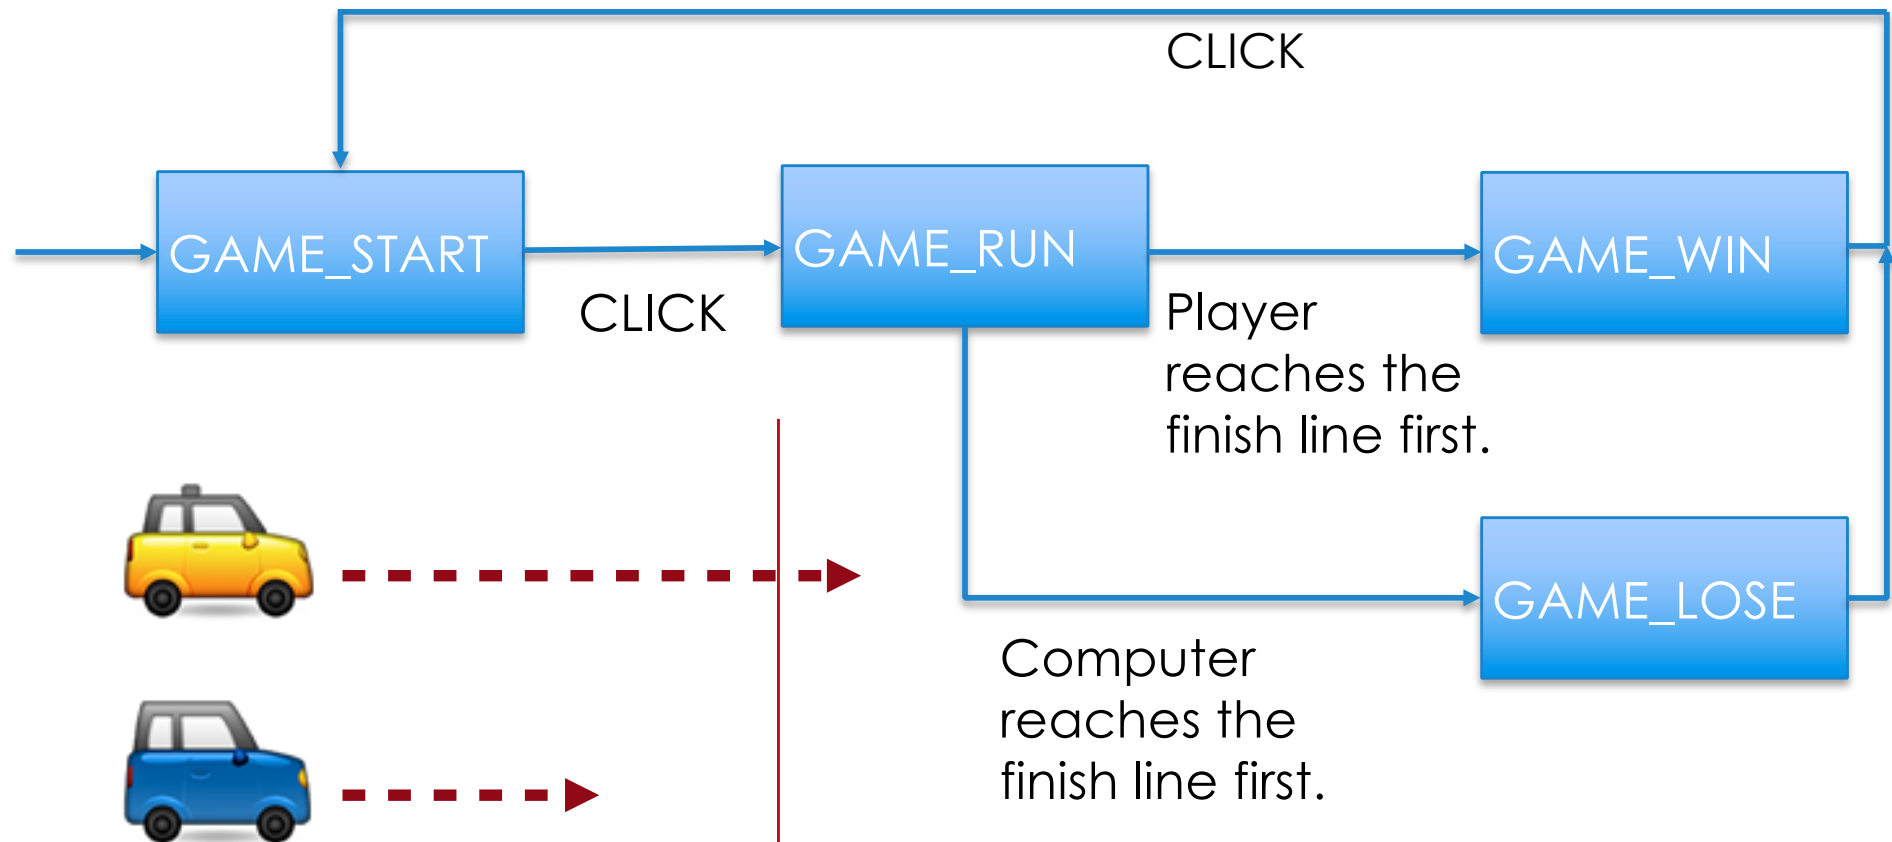 CLICK
GAME_START
CLICK
GAME_RUN
Player
reaches the
finish line first.
GAME_WIN
Computer
reaches the
finish line first.
GAME_LOSE